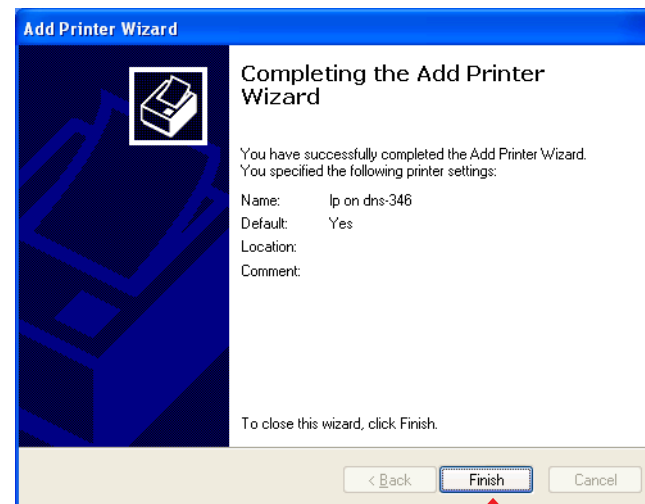 Add Printer Wizard
Completing the Add Printer
Wizard
You have successfully completed the Add Printer Wizard.
You specified the following printer settings:
Name: lp on dns-346
Default: Yes
Location:
Comment:
To close this wizard, click Finish.
< Back Finish Cancel